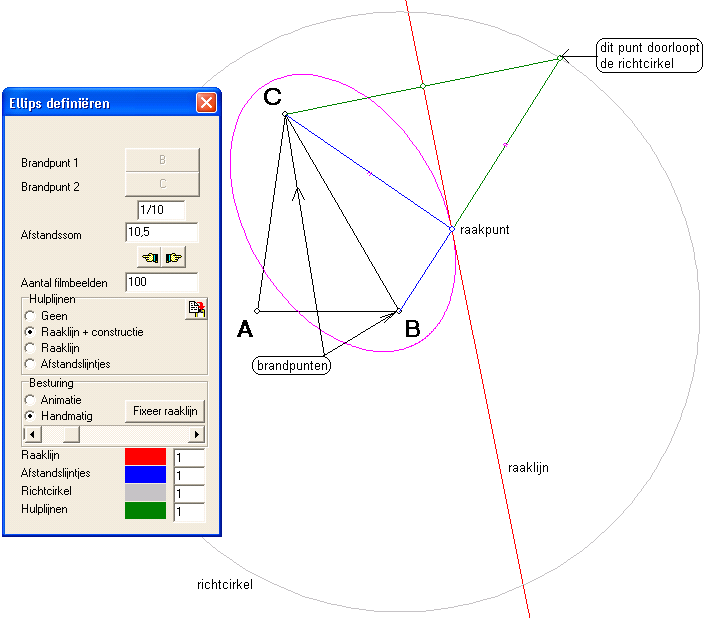 Ellips definiëren
Brandpunt 1
B
Brandpunt 2
C
1/10
Afstandssom
10,5
Aantal filmbeelden
100
Hulplijnen
Geen
Raaklijn + constructie
Raaklijn
Afstandslijntjes
Besturing
Animatie
Handmatig
Fixeer raaklijn
Raaklijn
1
Afstandslijntjes
1
Richtcirkel
1
Hulplijnen
1
dit punt doorloopt
de richtcirkel
C
raakpunt
A
B
brandpunten
raaklijn
richtcirkel